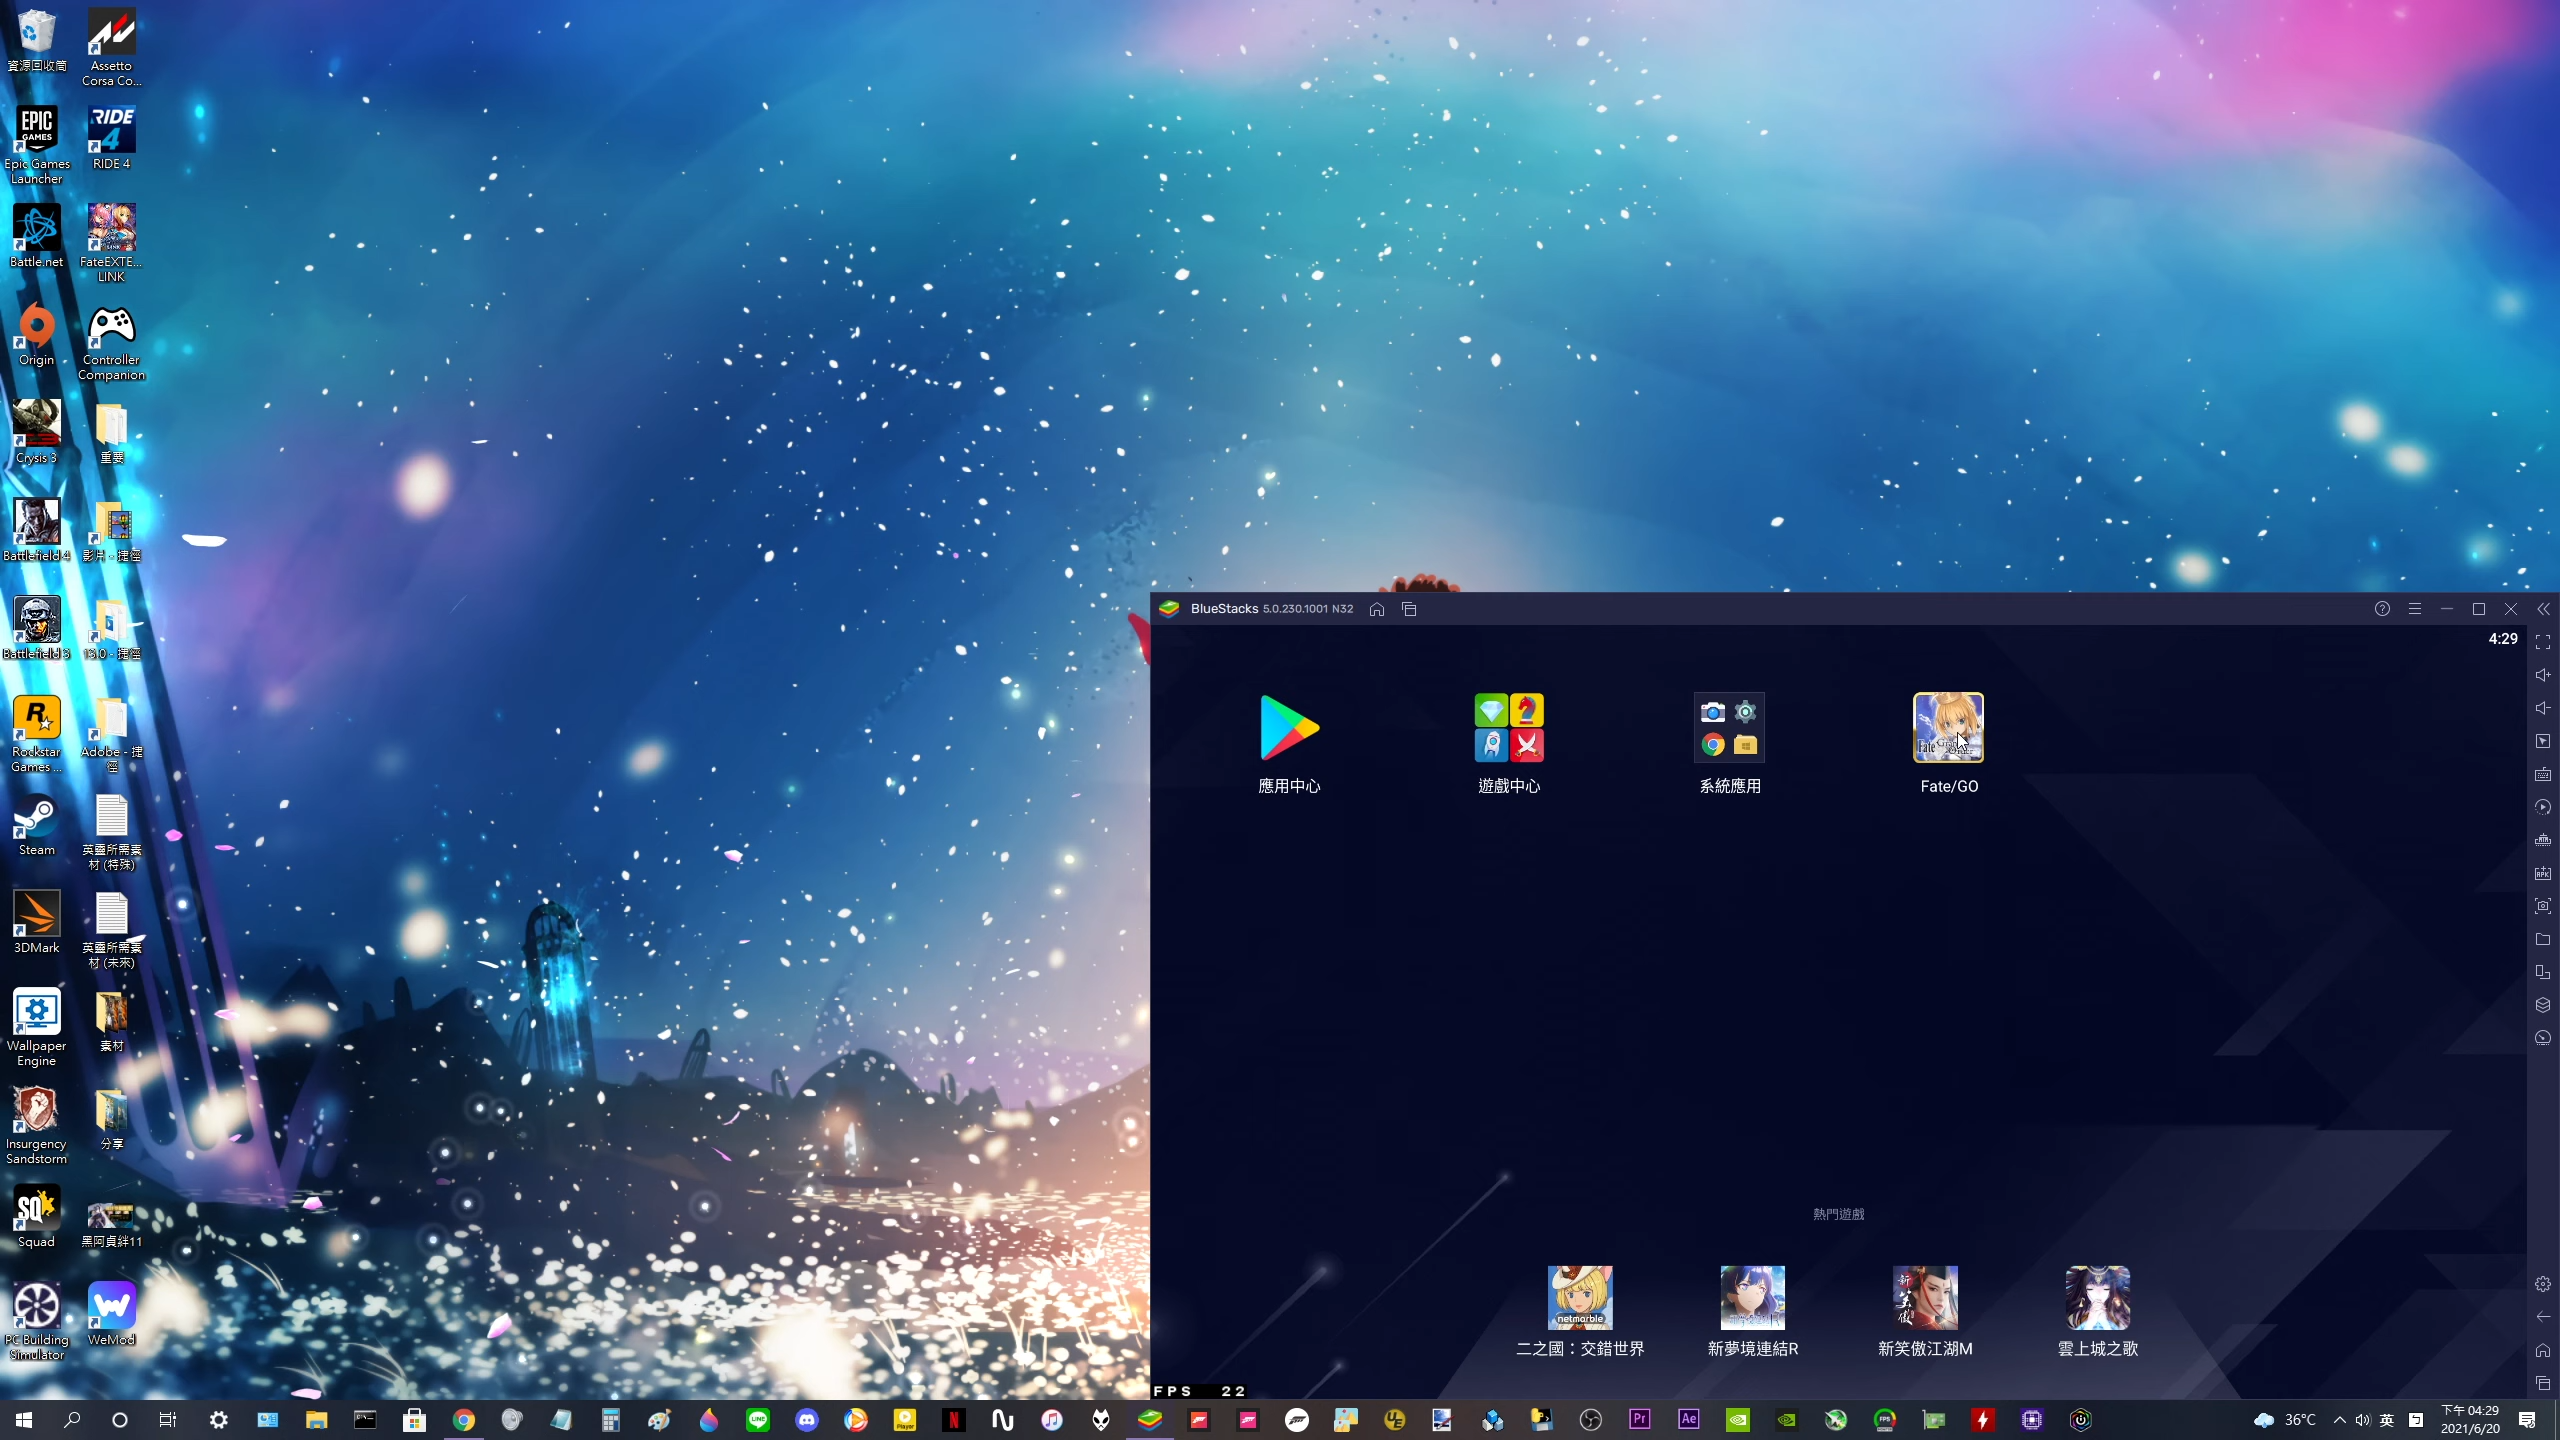 資源回收筒
Assetto
Corsa Co...
EPIC
GAMES
Epic Games
Launcher
RIDE
4
RIDE 4
Battle.net
FateEXTE...
LINK
Origin
Controller
Companion
Crysis 3
重要
Battlefield 4
影片 - 捷徑
Battlefield 3
13.0 - 捷徑
Rockstar
Games ...
Adobe - 捷
徑
Steam
英靈所需素
材 (特殊)
3DMark
英靈所需素
材 (未來)
Wallpaper
Engine
素材
Insurgency
Sandstorm
分享
SQ
Squad
黑阿貞絆11
PC Building
Simulator
WeMod
BlueStacks 5.0.230.1001 N32
4:29
應用中心
遊戲中心
系統應用
Fate/GO
熱門遊戲
netmarble
二之國：交錯世界
新夢境連結R
新笑傲江湖M
雲上城之歌
FPS 22
LINE
Player
Pr
Ae
FPS
36°C
英
下午 04:29
2021/6/20